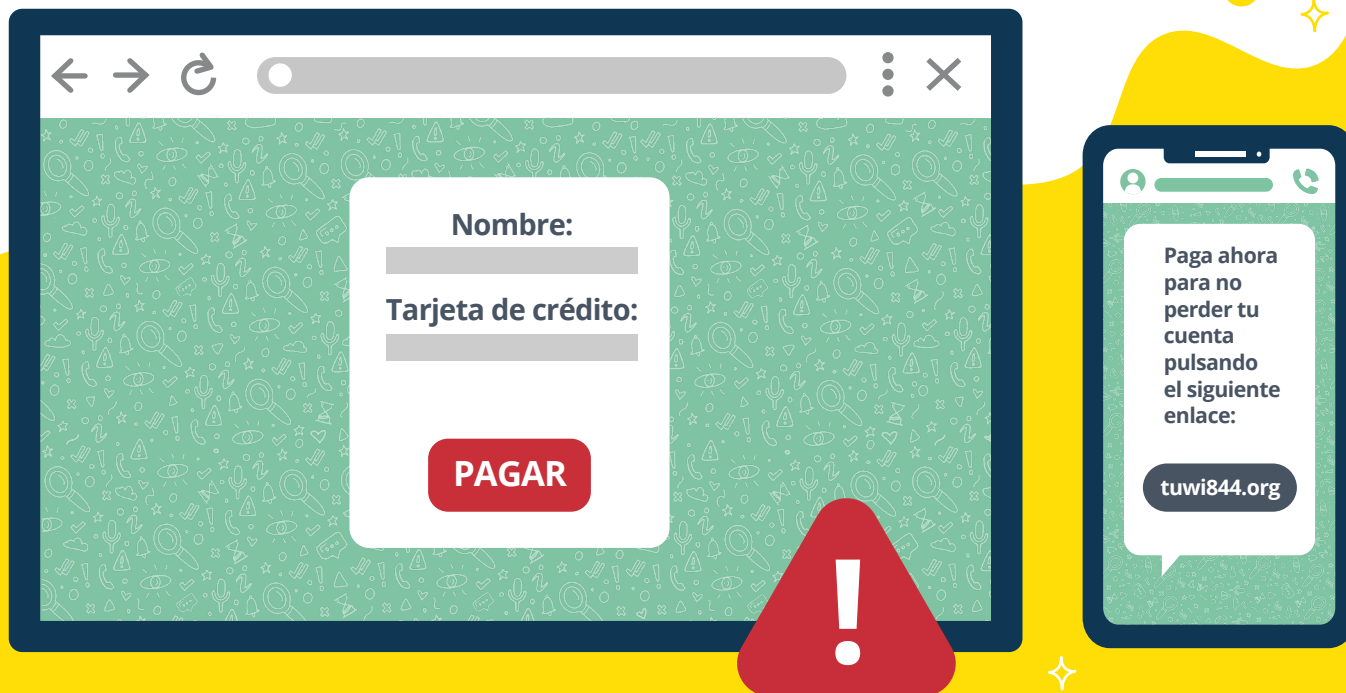 Nombre:
Tarjeta de crédito:
PAGAR
!
Paga ahora
para no
perder tu
cuenta
pulsando
el siguiente
enlace:
tuwi844.org